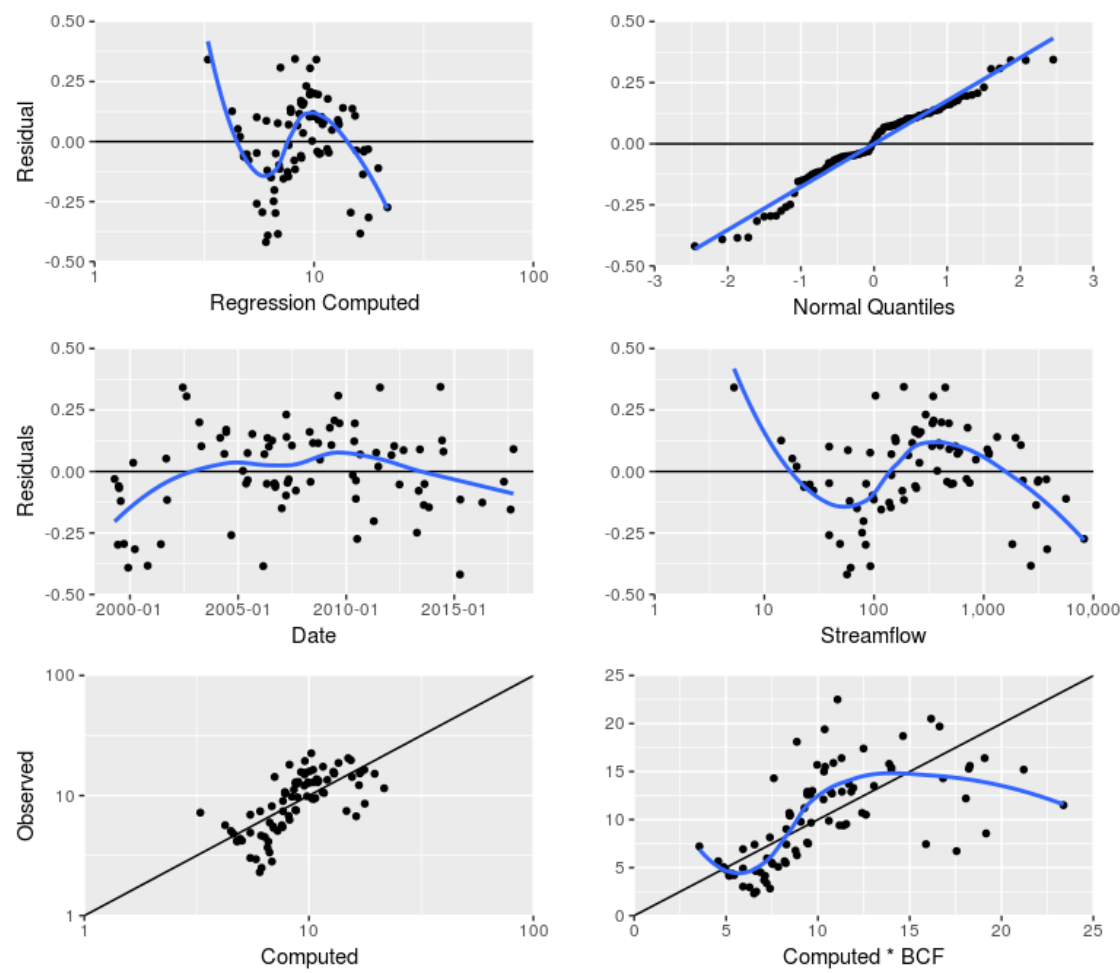 0.50
0.25
0.00
-0.25
-0.50
1 10 100
Residual
Regression Computed
0.50
0.25
0.00
-0.25
-0.50
-3 -2 -1 0 1 2 3
Normal Quantiles
0.50
0.25
0.00
-0.25
-0.50
2000-01 2005-01 2010-01 2015-01
Residuals
Date
0.50
0.25
0.00
-0.25
-0.50
1 10 100 1,000 10,000
Streamflow
100
10
1
1 10 100
Observed
Computed
25
20
15
10
5
0
0 5 10 15 20 25
Computed * BCF